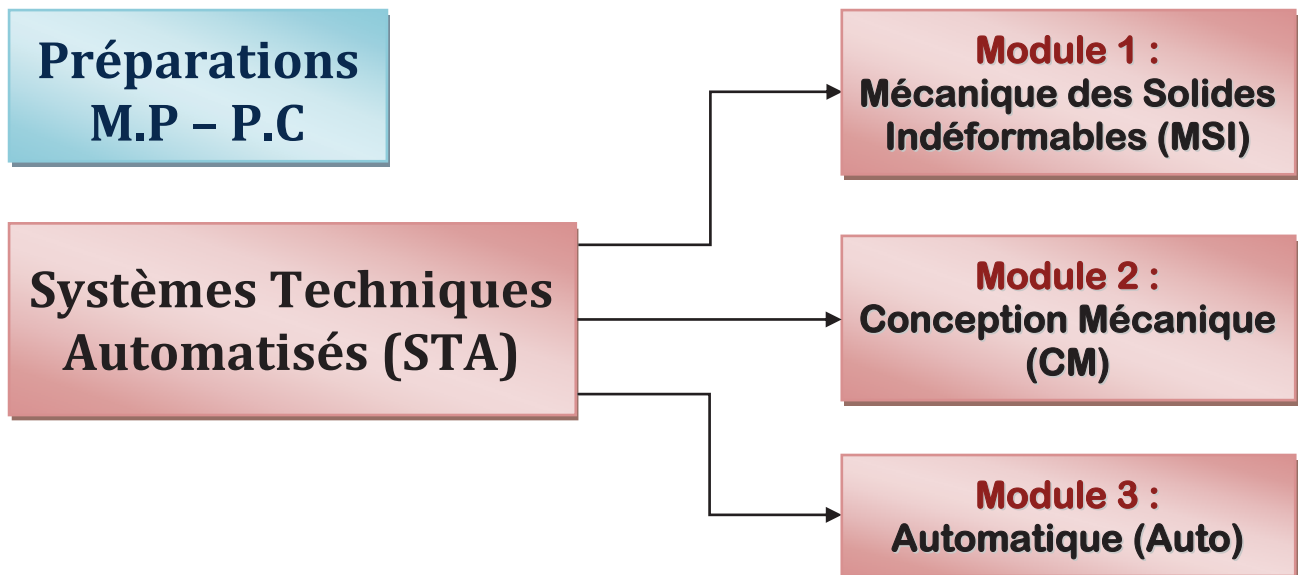 Préparations
M.P – P.C
Systèmes Techniques
Automatisés (STA)
Module 1 :
Mécanique des Solides
Indéformables (MSI)
Module 2 :
Conception Mécanique
(CM)
Module 3 :
Automatique (Auto)